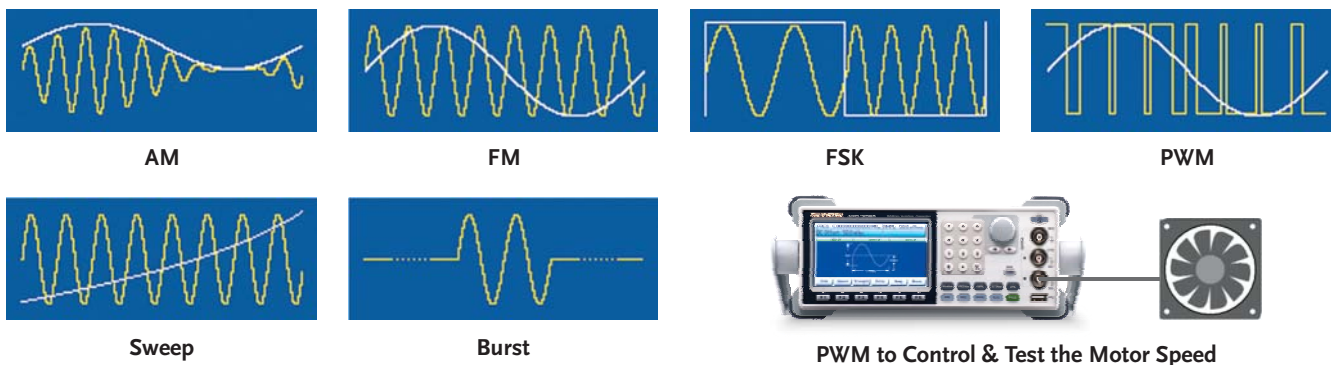 AM
FM
FSK
PWM
Sweep
Burst
PWM to Control & Test the Motor Speed